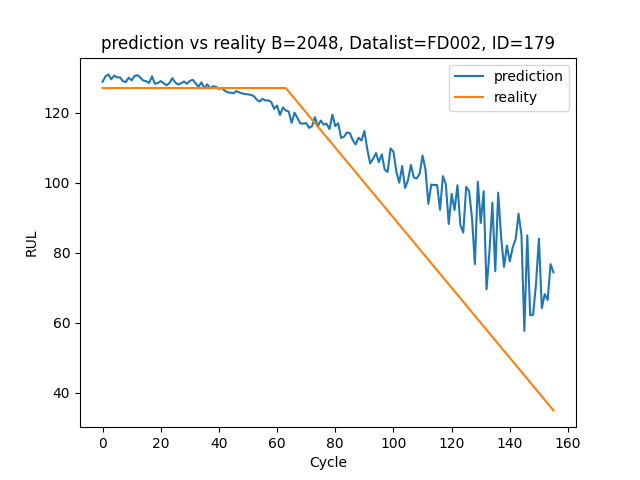 prediction vs reality B=2048, Datalist=FD002, ID=179
prediction
reality
RUL
120
100
80
60
40
0 20 40 60 80 100 120 140 160
Cycle